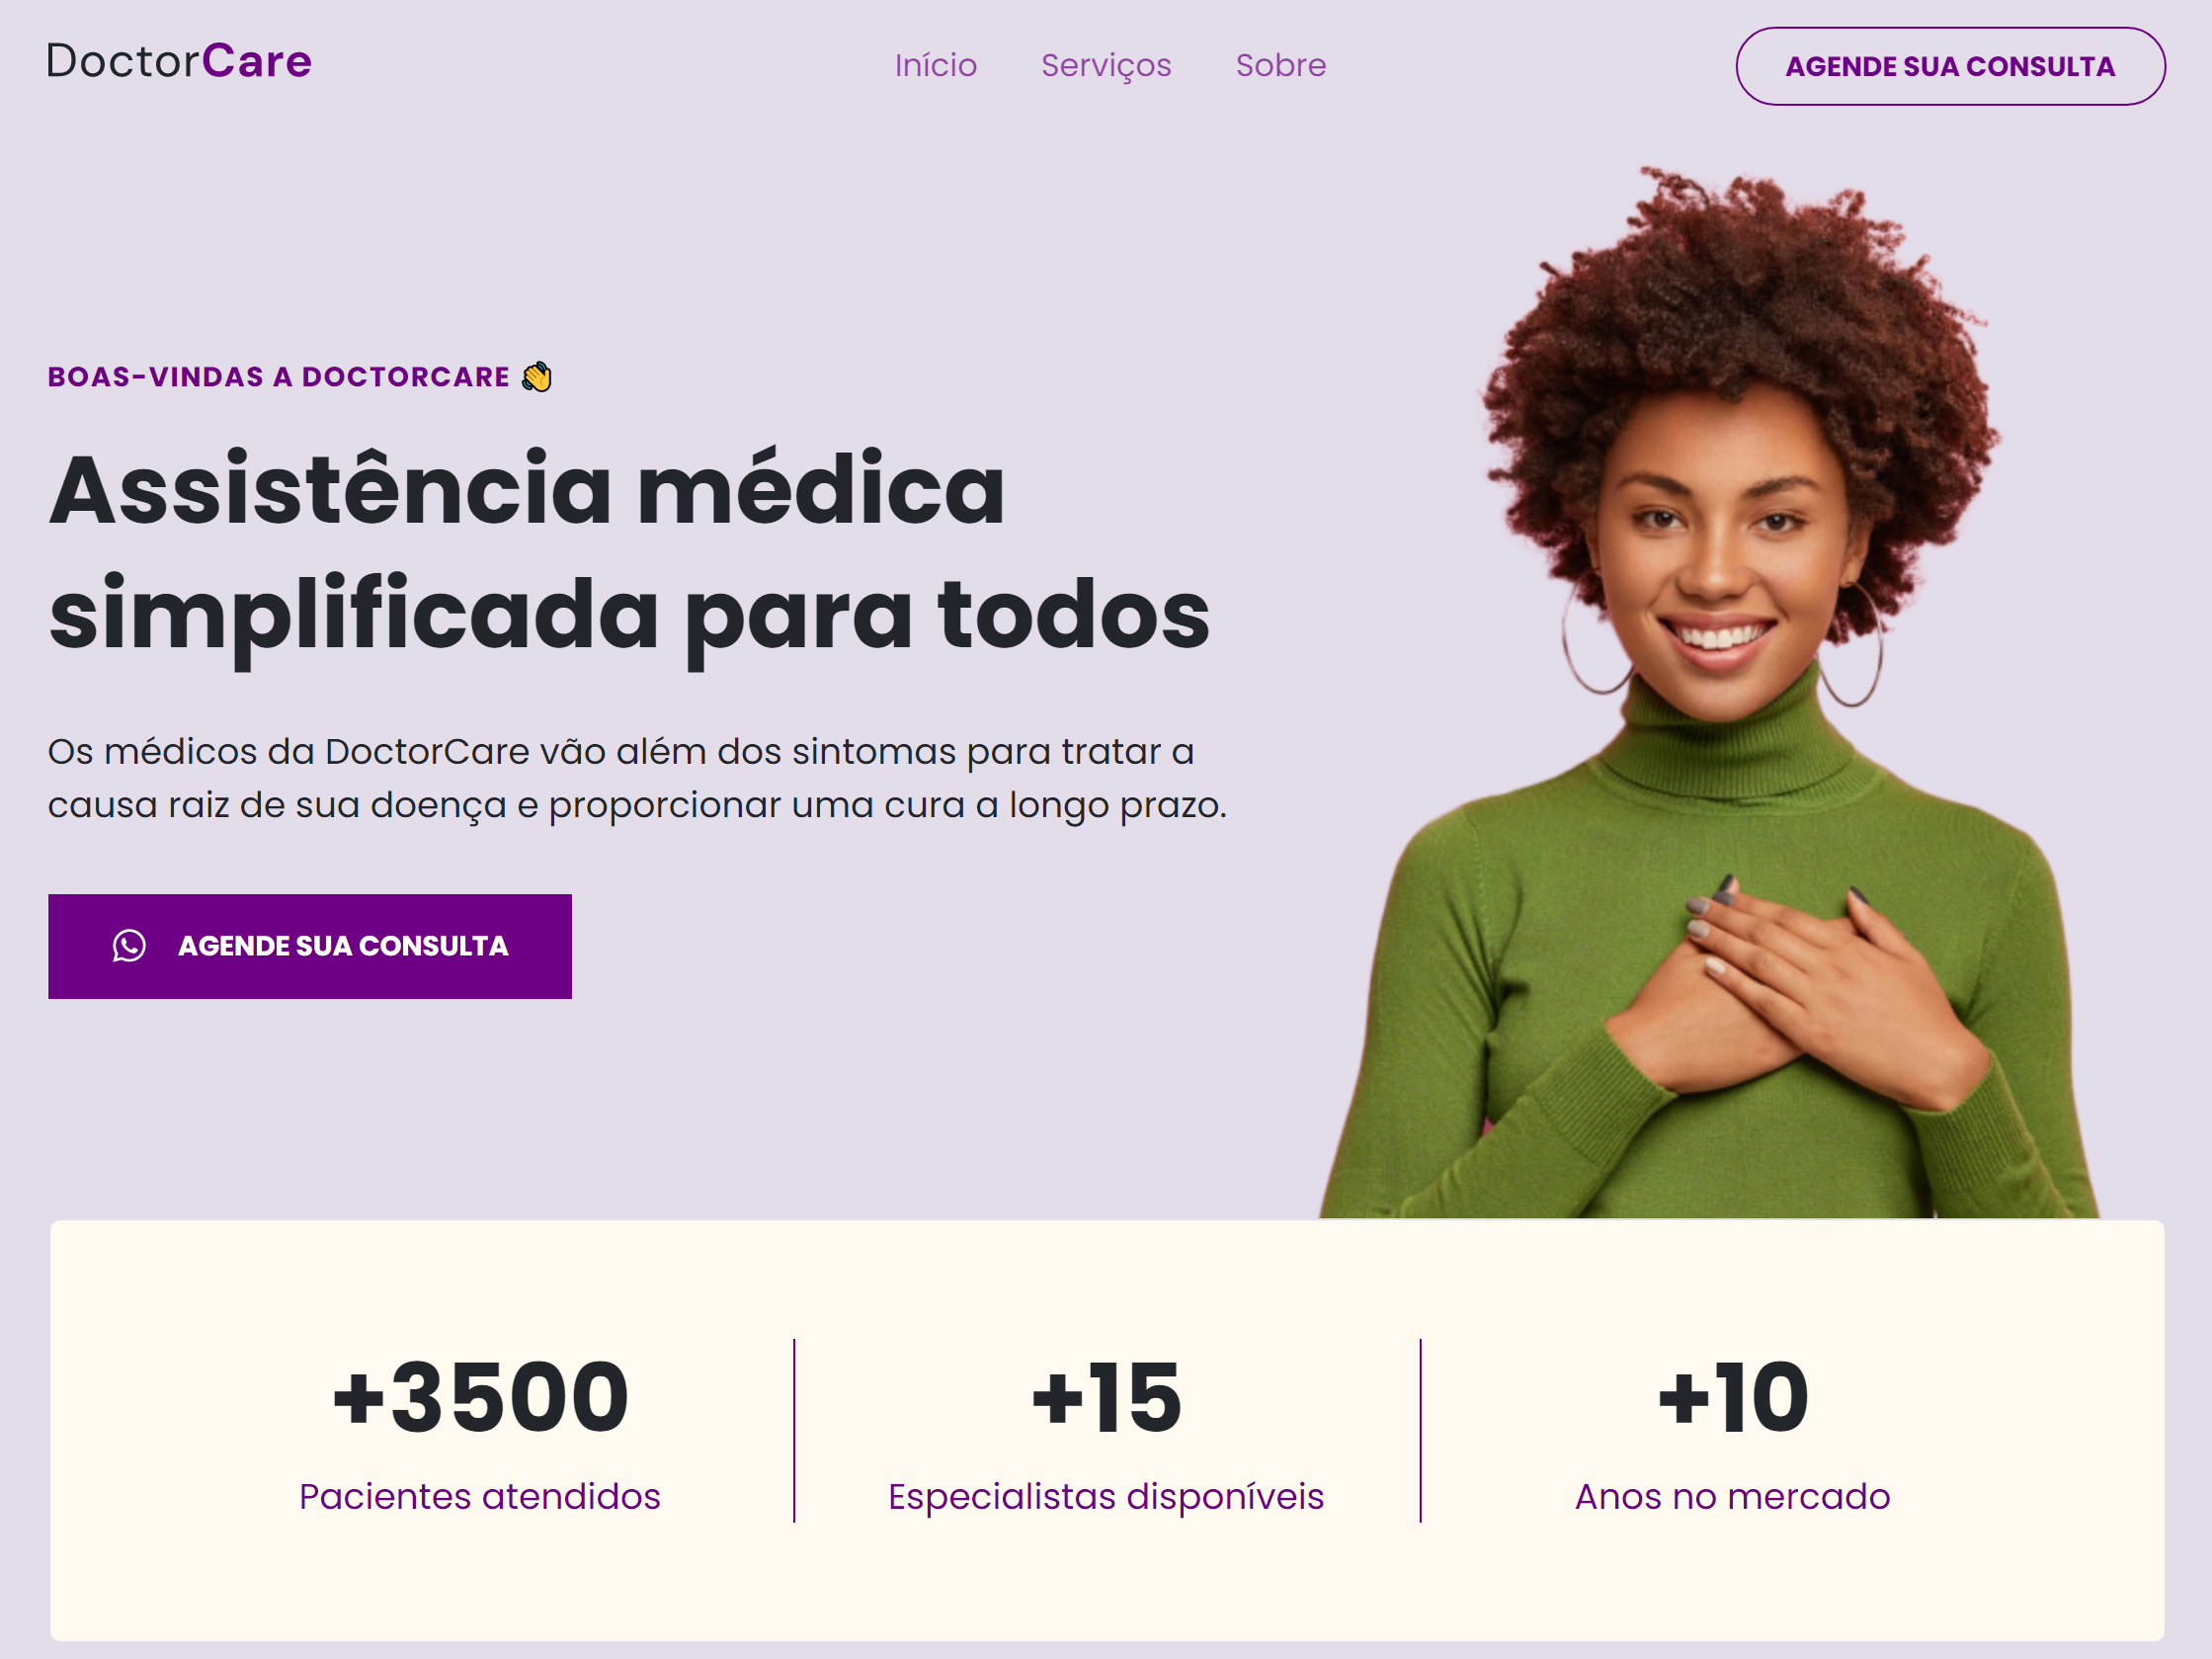 DoctorCare
Início
Serviços
Sobre
AGENDE SUA CONSULTA
BOAS-VINDAS A DOCTORCARE 👋
Assistência médica
simplificada para todos
Os médicos da DoctorCare vão além dos sintomas para tratar a
causa raiz de sua doença e proporcionar uma cura a longo prazo.
AGENDE SUA CONSULTA
+3500
Pacientes atendidos
+15
Especialistas disponíveis
+10
Anos no mercado